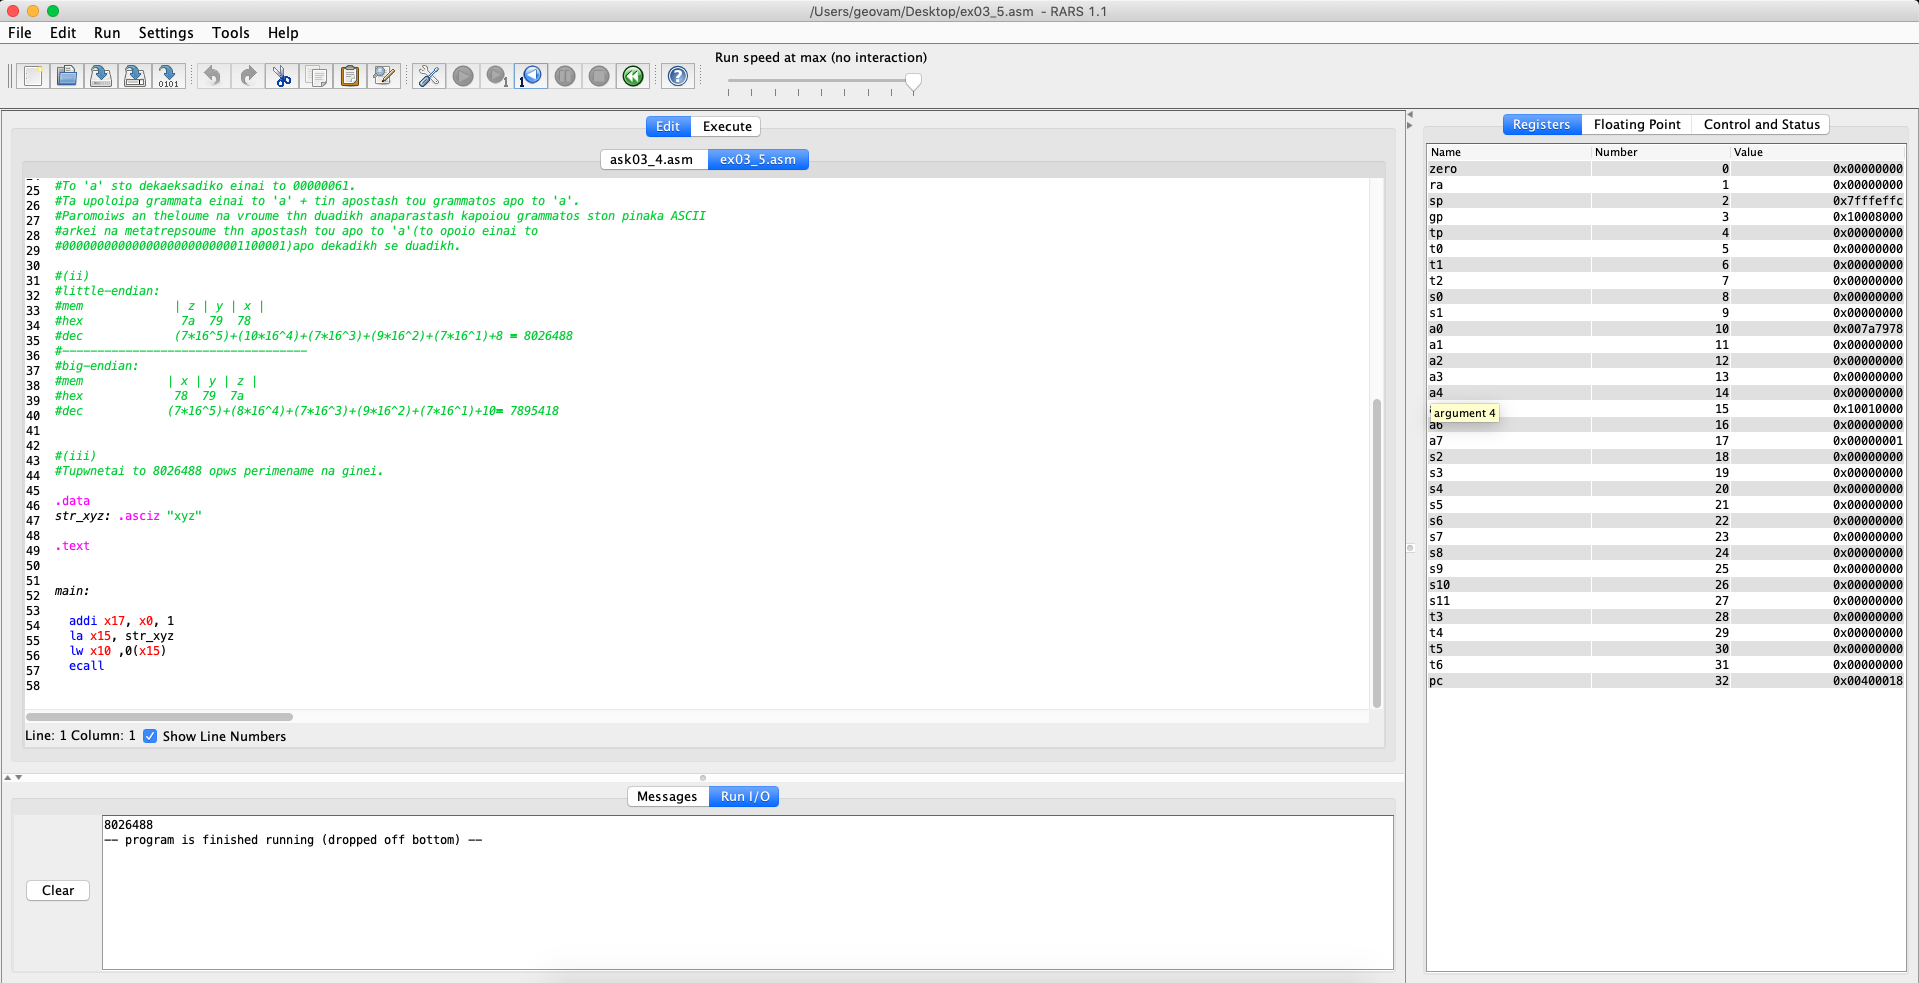 /Users/geovam/Desktop/ex03_5.asm - RARS 1.1
File Edit Run Settings Tools Help
Run speed at max (no interaction)
Edit Execute
ask03_4.asm ex03_5.asm
25 #To 'a' sto dekaeksadiko einai to 00000061.
26 #Ta upoloipa grammata einai to 'a' + tin apostash tou grammatos apo to 'a'.
27 #Paromoiws an theloume na vroume thn duadikh anaparastash kapoiou grammatos ston pinaka ASCII
28 #arkei na metatrepsoume thn apostash tou apo to 'a'(to opoio einai to
29 #00000000000000000000000001100001)apo dekadikh se duadikh.
30
31 #(ii)
32 #little-endian:
33 #mem | z | y | x |
34 #hex 7a 79 78
35 #dec (7*16^5)+(10*16^4)+(7*16^3)+(9*16^2)+(7*16^1)+8 = 8026488
36 #-----------------------------------
37 #big-endian:
38 #mem | x | y | z |
39 #hex 78 79 7a
40 #dec (7*16^5)+(8*16^4)+(7*16^3)+(9*16^2)+(7*16^1)+10= 7895418
41
42
43 #(iii)
44 #Tupwnetai to 8026488 opws perimename na ginei.
45
46 .data
47 str_xyz: .asciz "xyz"
48
49 .text
50
51
52 main:
53
54 addi x17, x0, 1
55 la x15, str_xyz
56 lw x10 ,0(x15)
57 ecall
58
Line: 1 Column: 1 Show Line Numbers
Messages Run I/O
8026488
-- program is finished running (dropped off bottom) --
Clear
Registers Floating Point Control and Status
Name Number Value
zero 0 0x00000000
ra 1 0x00000000
sp 2 0x7fffeffc
gp 3 0x10008000
tp 4 0x00000000
t0 5 0x00000000
t1 6 0x00000000
t2 7 0x00000000
s0 8 0x00000000
s1 9 0x00000000
a0 10 0x007a7978
a1 11 0x00000000
a2 12 0x00000000
a3 13 0x00000000
a4 14 0x00000000
argument 4 15 0x10010000
a6 16 0x00000000
a7 17 0x00000001
s2 18 0x00000000
s3 19 0x00000000
s4 20 0x00000000
s5 21 0x00000000
s6 22 0x00000000
s7 23 0x00000000
s8 24 0x00000000
s9 25 0x00000000
s10 26 0x00000000
s11 27 0x00000000
t3 28 0x00000000
t4 29 0x00000000
t5 30 0x00000000
t6 31 0x00000000
pc 32 0x00400018